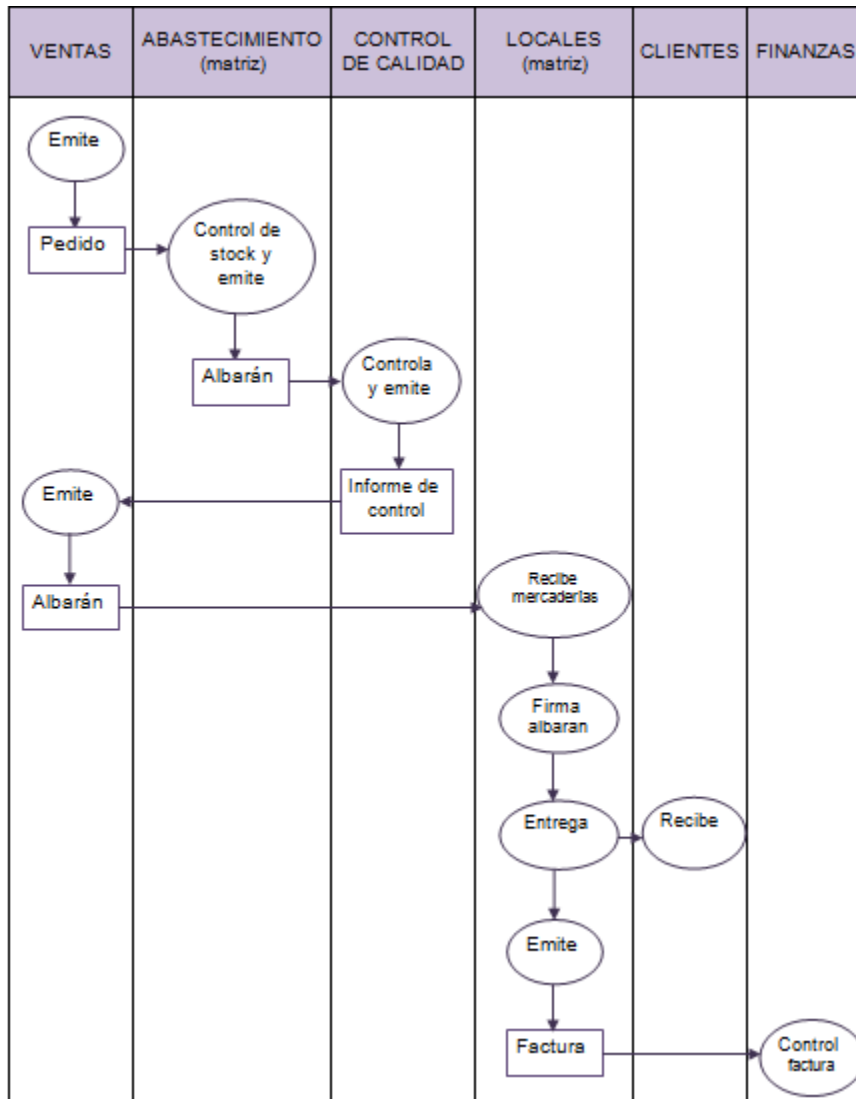 VENTAS
ABASTECIMIENTO
(matriz)
CONTROL
DE CALIDAD
LOCALES
(matriz)
CLIENTES
FINANZAS
Emite
Pedido
Control de
stock y
emite
Albarán
Controla
y emite
Informe de
control
Emite
Albarán
Recibe
mercaderías
Firma
albaran
Entrega
Recibe
Emite
Factura
Control
factura